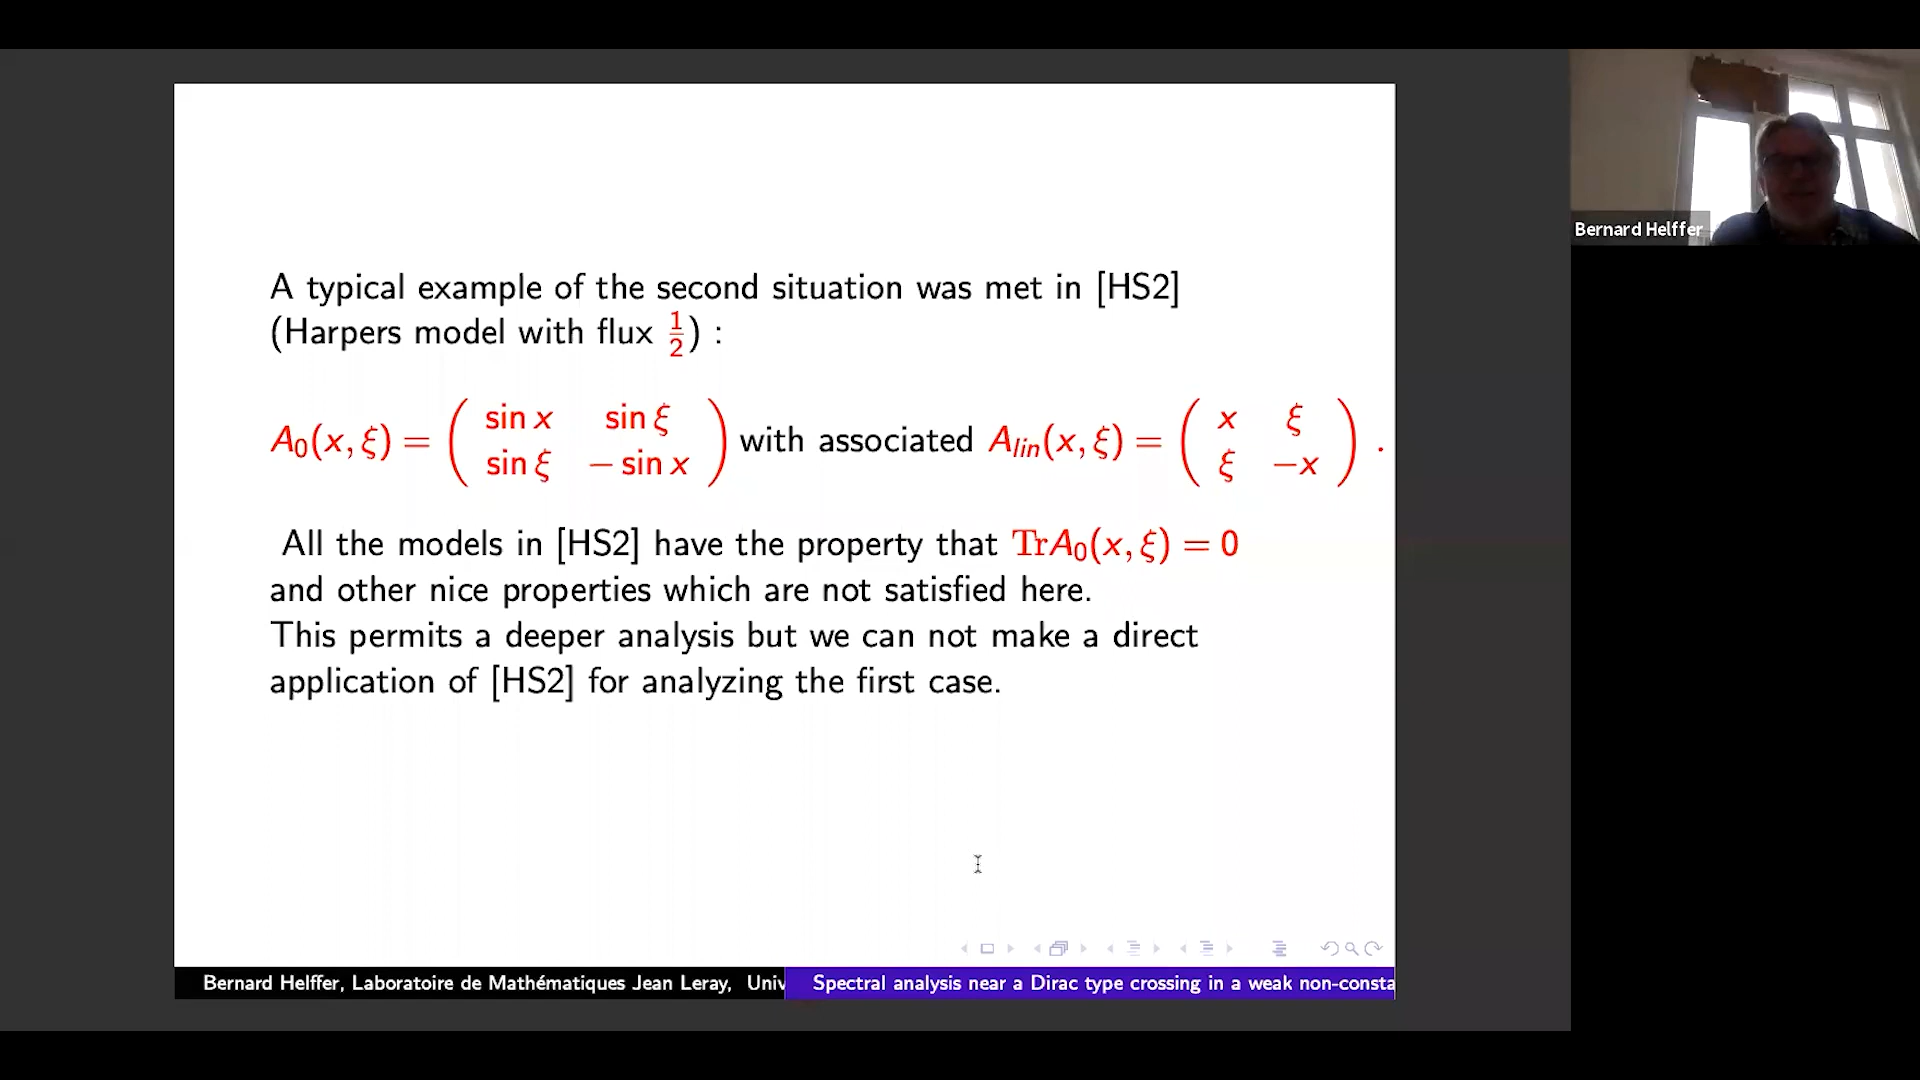 A typical example of the second situation was met in [HS2]
(Harpers model with flux 1/2) :
A₀(x, ξ) = ( sin x sin ξ ; sin ξ − sin x ) with associated A_lin(x, ξ) = ( x ξ ; ξ −x ) .
All the models in [HS2] have the property that TrA₀(x, ξ) = 0
and other nice properties which are not satisfied here.
This permits a deeper analysis but we can not make a direct
application of [HS2] for analyzing the first case.
Bernard Helffer, Laboratoire de Mathématiques Jean Leray, Univ
Spectral analysis near a Dirac type crossing in a weak non-consta
Bernard Helffer